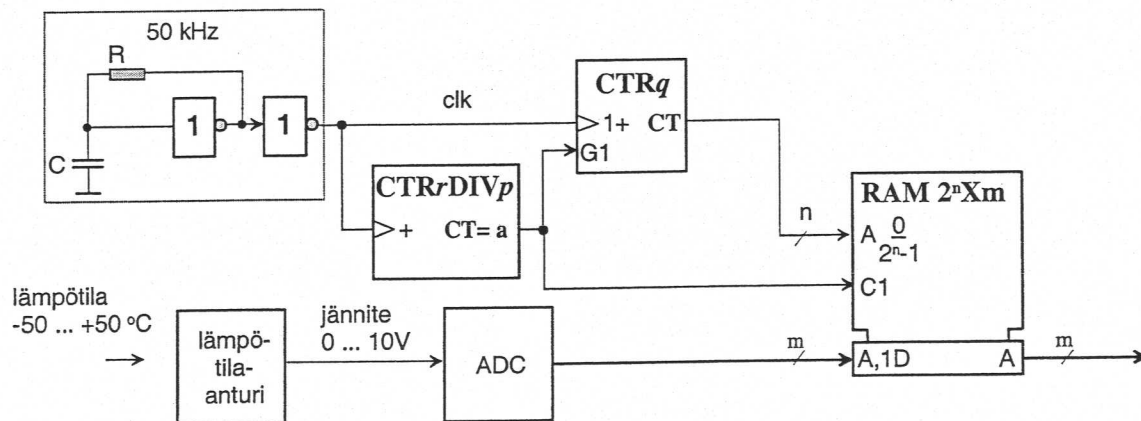 50 kHz
R
C
1
1
clk
CTRq
1+ CT
G1
CTRrDIVp
+ CT= a
n
RAM 2ⁿXm
A 0
2ⁿ-1
C1
lämpötila
-50 ... +50 °C
lämpö-
tila-
anturi
jännite
0 ... 10V
ADC
m
A,1D A
m